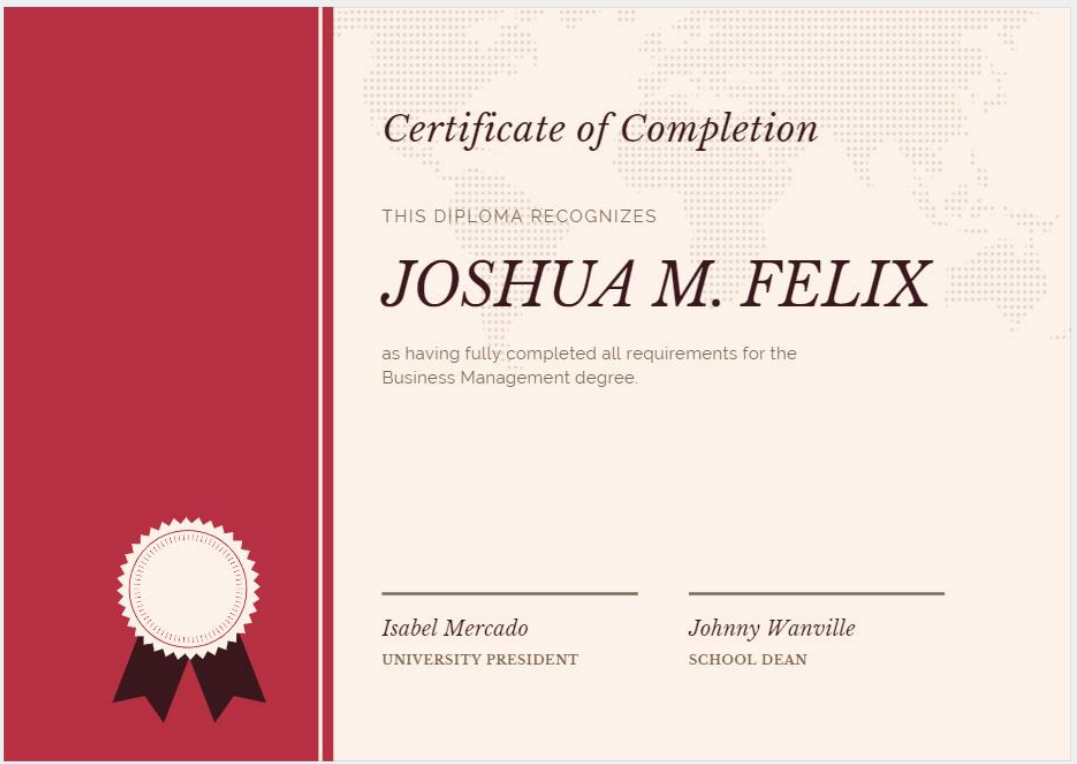 Certificate of Completion
THIS DIPLOMA RECOGNIZES
JOSHUA M. FELIX
as having fully completed all requirements for the
Business Management degree.
Isabel Mercado
UNIVERSITY PRESIDENT
Johnny Wanville
SCHOOL DEAN